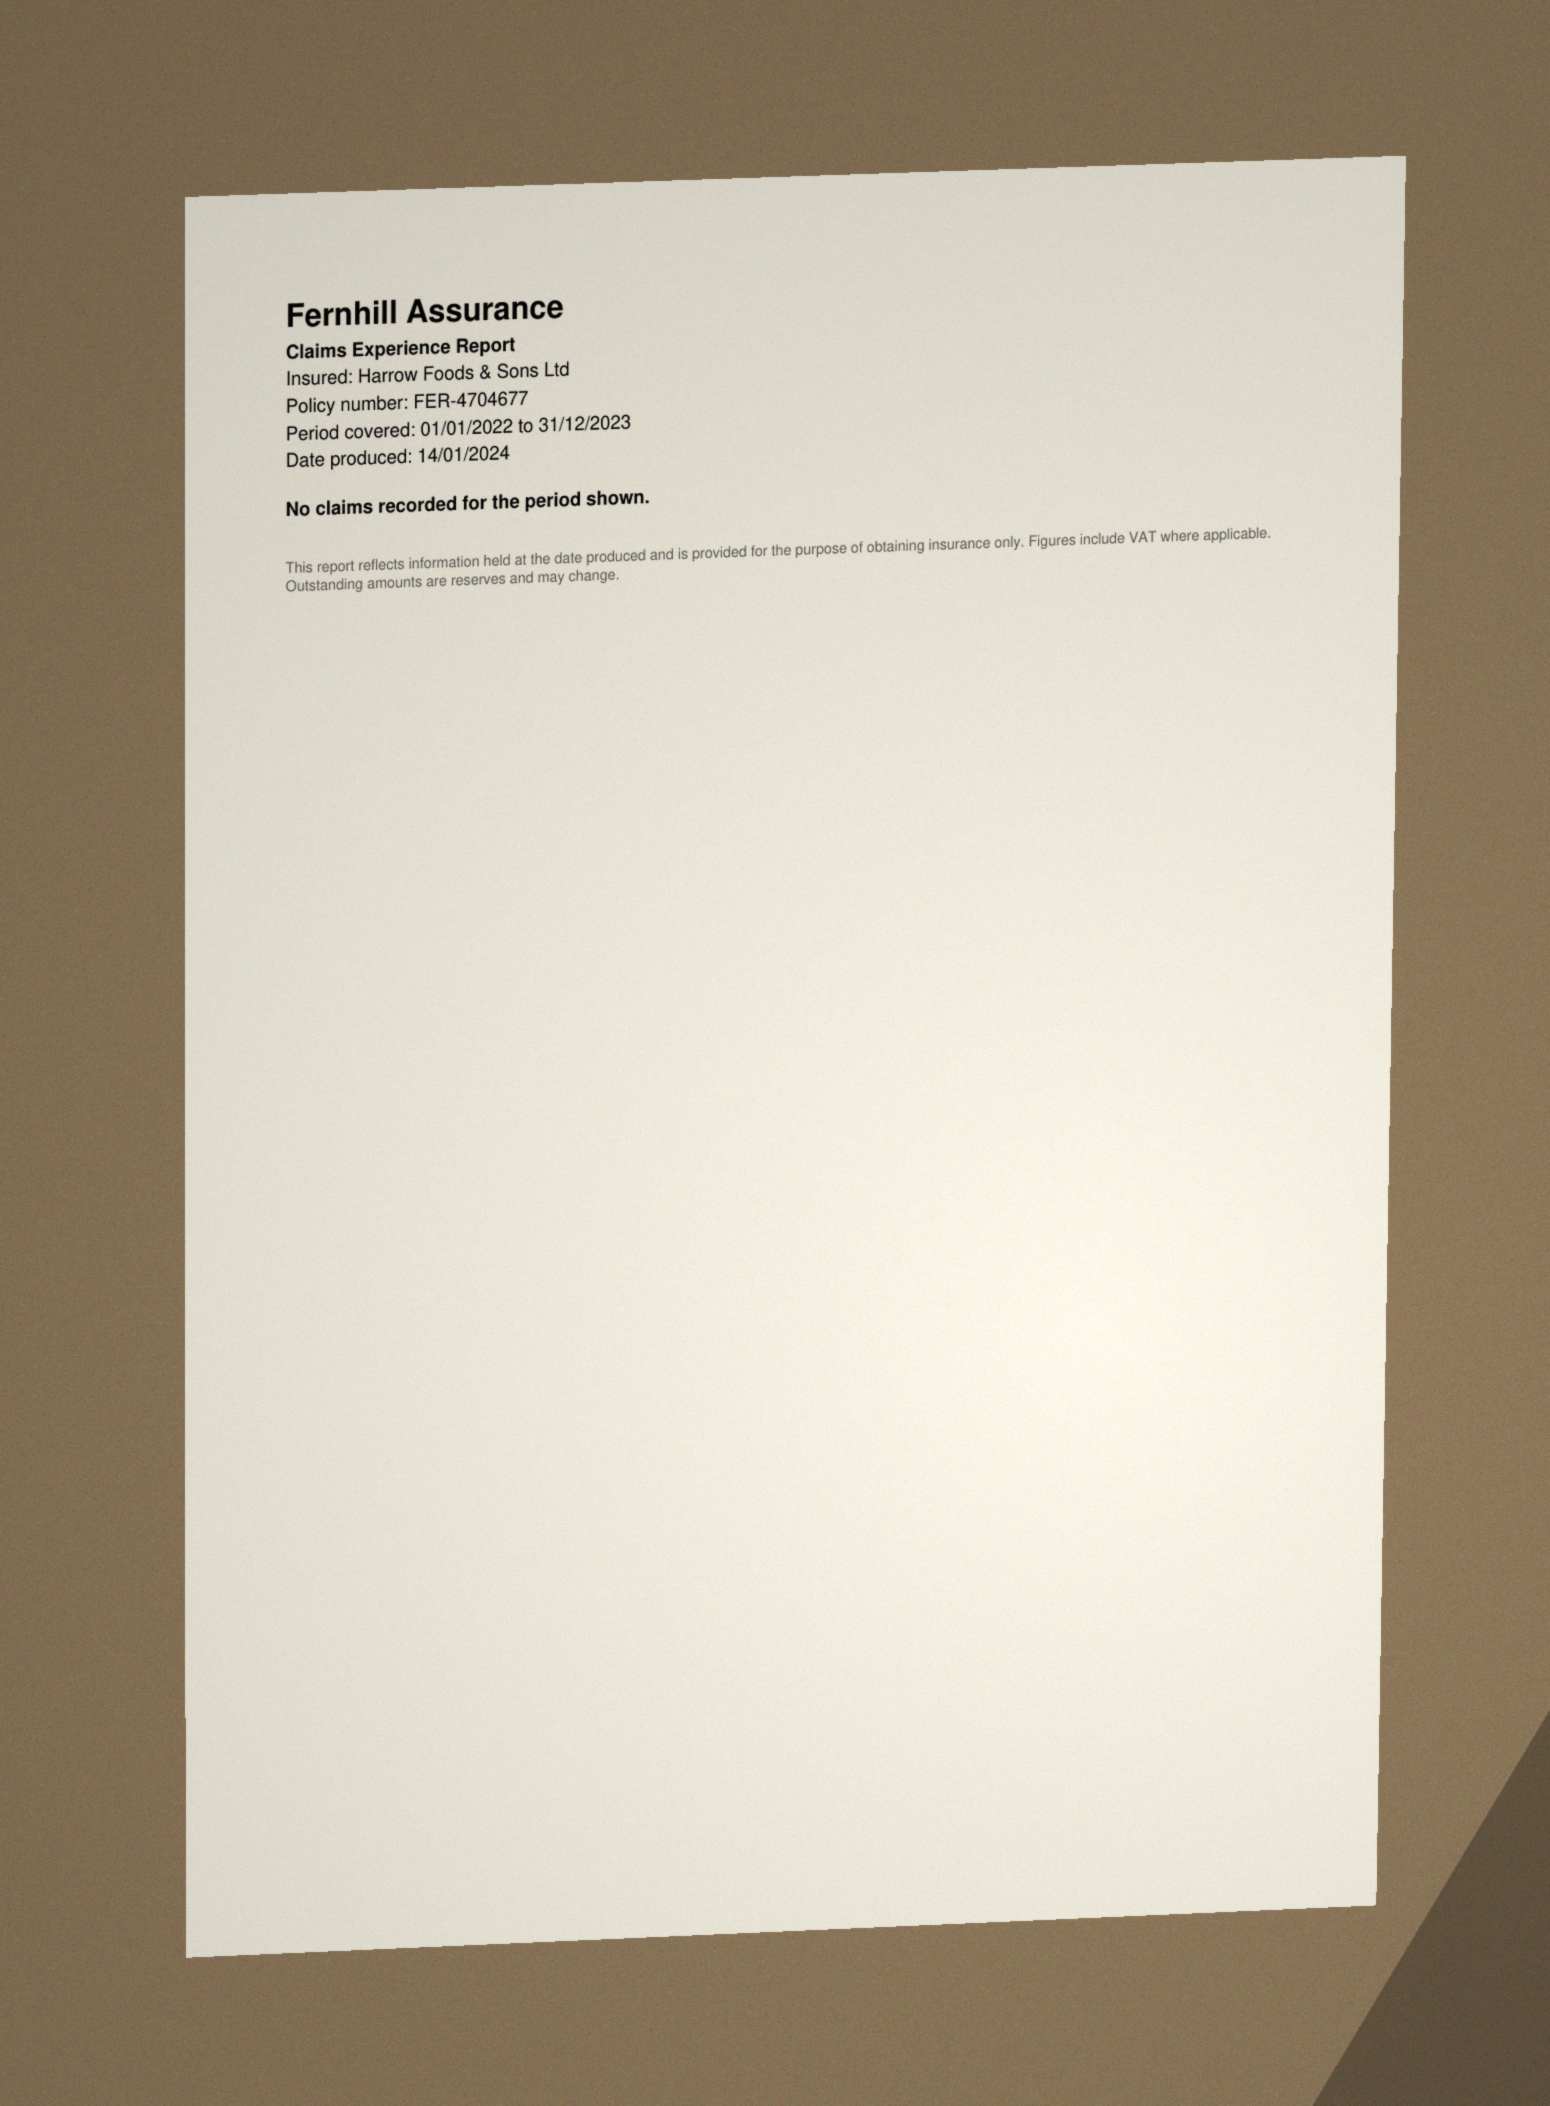 Fernhill Assurance
Claims Experience Report
Insured: Harrow Foods & Sons Ltd
Policy number: FER-4704677
Period covered: 01/01/2022 to 31/12/2023
Date produced: 14/01/2024
No claims recorded for the period shown.
This report reflects information held at the date produced and is provided for the purpose of obtaining insurance only. Figures include VAT where applicable.
Outstanding amounts are reserves and may change.